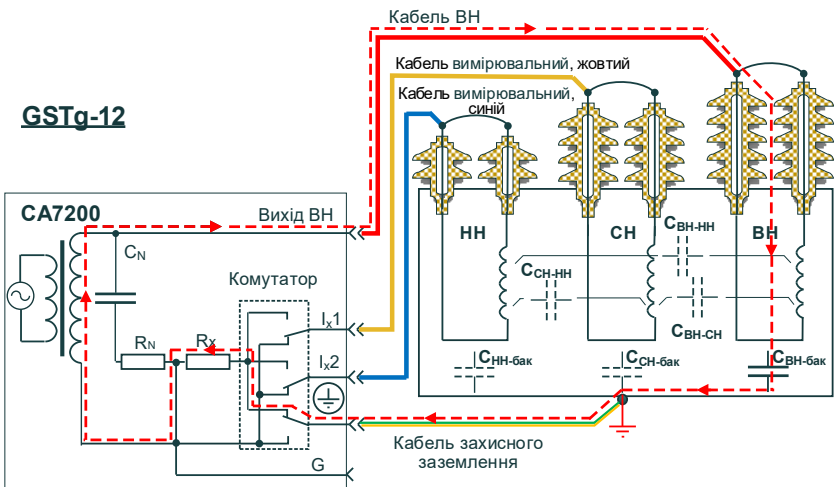 Кабель ВН
Кабель вимірювальний, жовтий
Кабель вимірювальний,
синій
GSTg-12
СА7200
Вихід ВН
НН
СН
ВН
CВН-НН
CСН-НН
CВН-СН
CN
Комутатор
Ix1
RN
Rx
Ix2
CНН-бак
CСН-бак
CВН-бак
G
Кабель захисного
заземлення